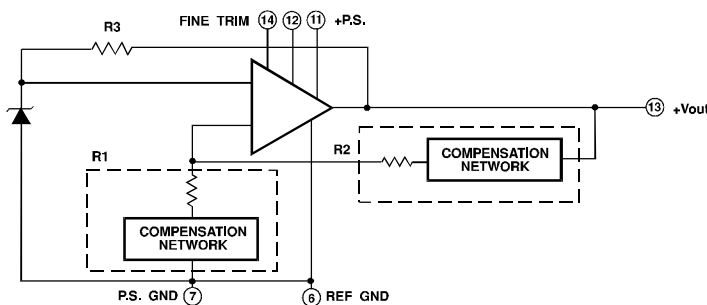 FINE TRIM 14 12 11 +P.S.
R3
13 +Vout
R2
COMPENSATION
NETWORK
R1
COMPENSATION
NETWORK
P.S. GND 7
6 REF GND